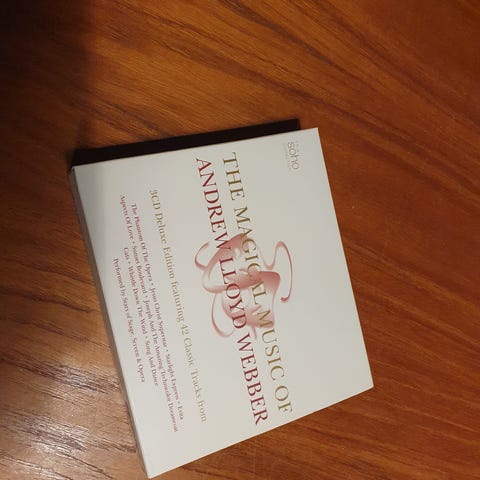 sóho
THE MAGICAL MUSIC OF
ANDREW LLOYD WEBBER
3CD Deluxe Edition featuring 42 Classic Tracks from
The Phantom Of The Opera • Jesus Christ Superstar • Starlight Express • Evita
Aspects Of Love • Sunset Boulevard • Joseph And The Amazing Technicolor Dreamcoat
Cats • Whistle Down The Wind • Song And Dance
Performed by Stars of Stage, Screen & Opera